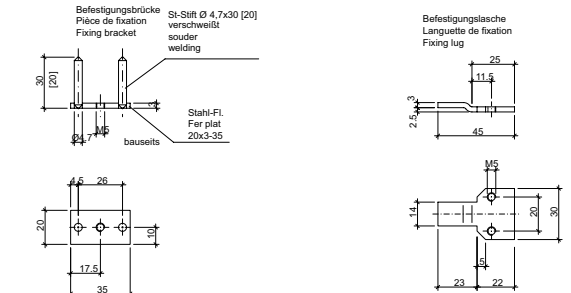 Befestigungsbrücke
Pièce de fixation
Fixing bracket
St-Stift Ø 4,7x30 [20]
verschweißt
souder
welding
30
[20]
3
Ø4,7
M5
bauseits
Stahl-Fl.
Fer plat
20x3-35
4.5
26
20
10
17.5
35
Befestigungslasche
Languette de fixation
Fixing lug
25
11.5
3
2.5
45
M5
14
20
30
5
23
22